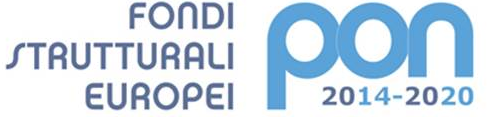 FONDI
STRUTTURALI
EUROPEI
pon
2014-2020